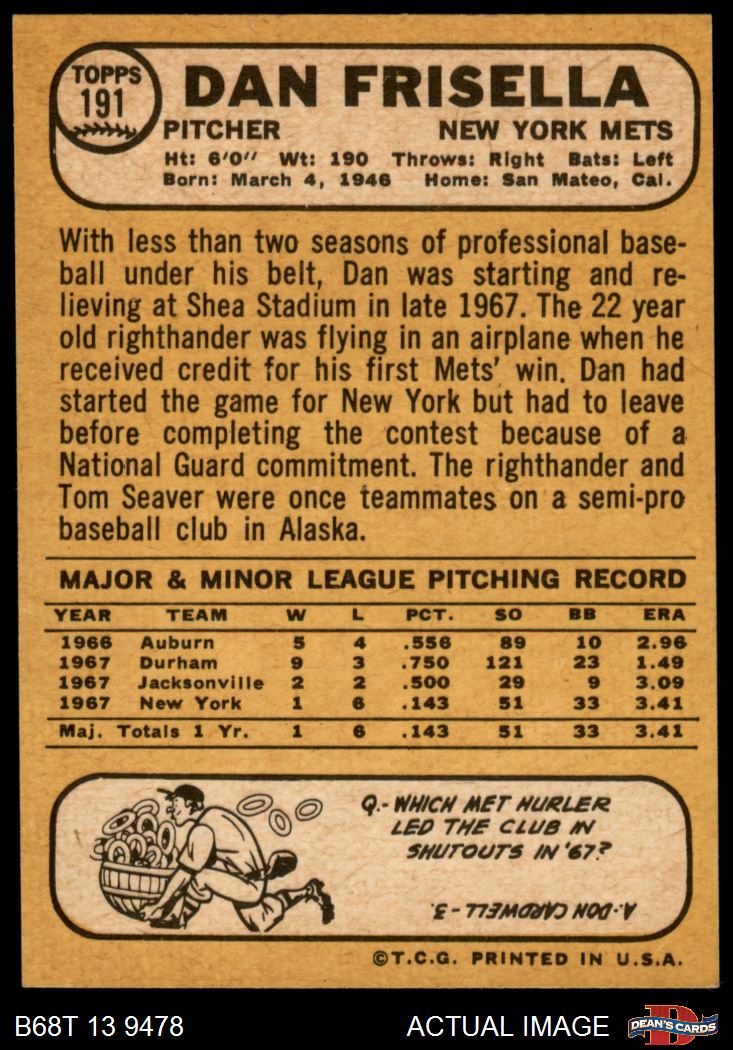 TOPPS
191
DAN FRISELLA
PITCHER NEW YORK METS
Ht: 6'0" Wt: 190 Throws: Right Bats: Left
Born: March 4, 1946 Home: San Mateo, Cal.
With less than two seasons of professional base-
ball under his belt, Dan was starting and re-
lieving at Shea Stadium in late 1967. The 22 year
old righthander was flying in an airplane when he
received credit for his first Mets' win. Dan had
started the game for New York but had to leave
before completing the contest because of a
National Guard commitment. The righthander and
Tom Seaver were once teammates on a semi-pro
baseball club in Alaska.
MAJOR & MINOR LEAGUE PITCHING RECORD
YEAR TEAM W L PCT. SO BB ERA
1966 Auburn 5 4 .556 89 10 2.96
1967 Durham 9 3 .750 121 23 1.49
1967 Jacksonville 2 2 .500 29 9 3.09
1967 New York 1 6 .143 51 33 3.41
Maj. Totals 1 Yr. 1 6 .143 51 33 3.41
Q.- WHICH MET HURLER
LED THE CLUB IN
SHUTOUTS IN '67?
A.- DON CARDWELL - 3.
©T.C.G. PRINTED IN U.S.A.
B68T 13 9478 ACTUAL IMAGE
D
DEAN'S CARDS